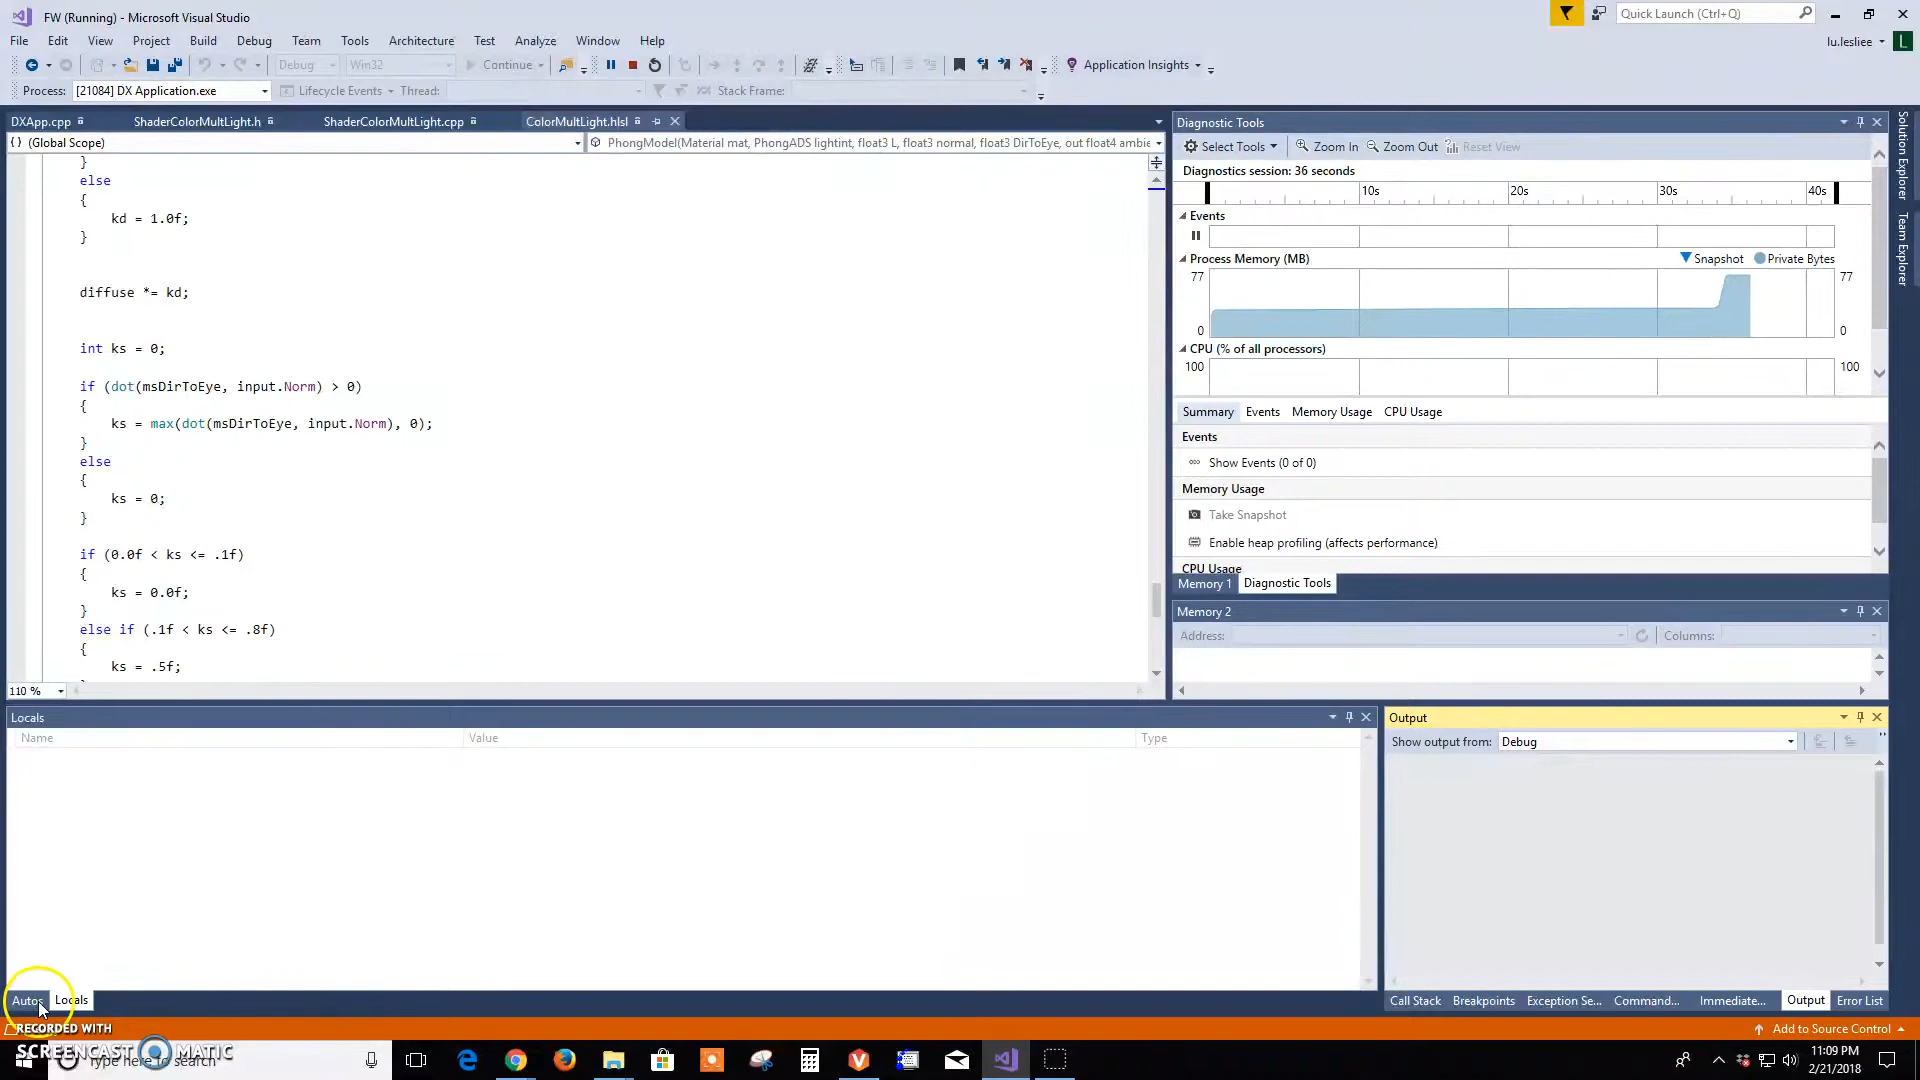 FW (Running) - Microsoft Visual Studio
Quick Launch (Ctrl+Q)
File Edit View Project Build Debug Team Tools Architecture Test Analyze Window Help
lu.lesliee L
Debug Win32 Continue Application Insights
Process: [21084] DX Application.exe Lifecycle Events Thread: Stack Frame:
DXApp.cpp ShaderColorMultLight.h ShaderColorMultLight.cpp ColorMultLight.hlsl
(Global Scope) PhongModel(Material mat, PhongADS lightint, float3 L, float3 normal, float3 DirToEye, out float4 ambie
}
else
{
kd = 1.0f;
}
diffuse *= kd;
int ks = 0;
if (dot(msDirToEye, input.Norm) > 0)
{
ks = max(dot(msDirToEye, input.Norm), 0);
}
else
{
ks = 0;
}
if (0.0f < ks <= .1f)
{
ks = 0.0f;
}
else if (.1f < ks <= .8f)
{
ks = .5f;
110 %
Diagnostic Tools
Select Tools Zoom In Zoom Out Reset View
Diagnostics session: 36 seconds
10s 20s 30s 40s
Events
Process Memory (MB) Snapshot Private Bytes
77 77
0 0
CPU (% of all processors)
100 100
Summary Events Memory Usage CPU Usage
Events
Show Events (0 of 0)
Memory Usage
Take Snapshot
Enable heap profiling (affects performance)
CPU Usage
Memory 1 Diagnostic Tools
Memory 2
Address: Columns:
Solution Explorer
Team Explorer
Locals
Name Value Type
Autos Locals
Output
Show output from: Debug
Call Stack Breakpoints Exception Se... Command... Immediate... Output Error List
Add to Source Control
RECORDED WITH
SCREENCAST MATIC
Type here to search
11:09 PM
2/21/2018